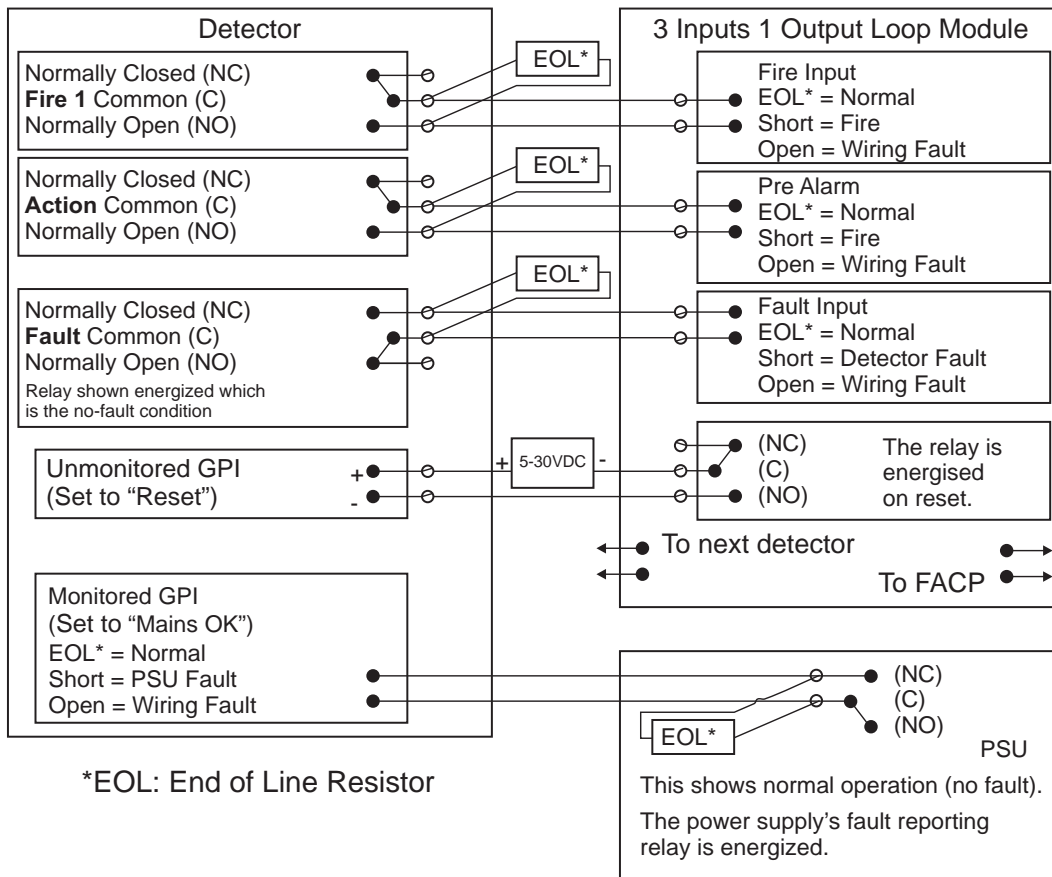 Detector
Normally Closed (NC)
Fire 1 Common (C)
Normally Open (NO)
EOL*
Normally Closed (NC)
Action Common (C)
Normally Open (NO)
EOL*
Normally Closed (NC)
Fault Common (C)
Normally Open (NO)
Relay shown energized which
is the no-fault condition
EOL*
Unmonitored GPI
(Set to “Reset”)
+
-
+ 5-30VDC -
Monitored GPI
(Set to “Mains OK”)
EOL* = Normal
Short = PSU Fault
Open = Wiring Fault
3 Inputs 1 Output Loop Module
Fire Input
EOL* = Normal
Short = Fire
Open = Wiring Fault
Pre Alarm
EOL* = Normal
Short = Fire
Open = Wiring Fault
Fault Input
EOL* = Normal
Short = Detector Fault
Open = Wiring Fault
(NC)
(C)
(NO)
The relay is
energised
on reset.
To next detector
To FACP
(NC)
(C)
(NO)
EOL*
PSU
This shows normal operation (no fault).
The power supply’s fault reporting
relay is energized.
*EOL: End of Line Resistor